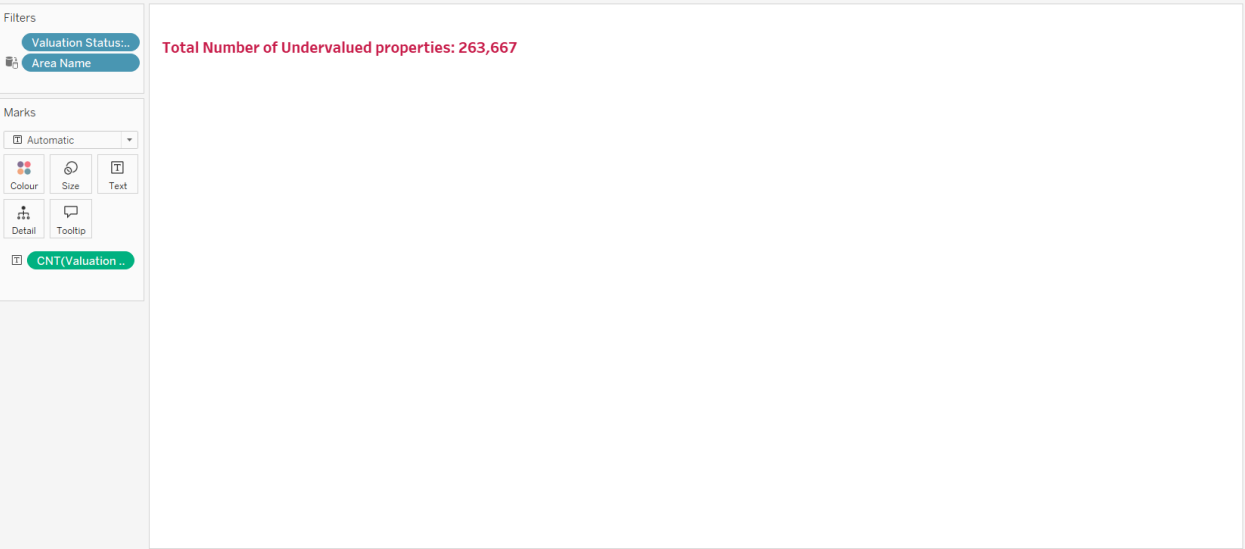 Filters
Valuation Status:..
Area Name
Total Number of Undervalued properties: 263,667
Marks
Automatic
Colour Size Text
Detail Tooltip
CNT(Valuation ..